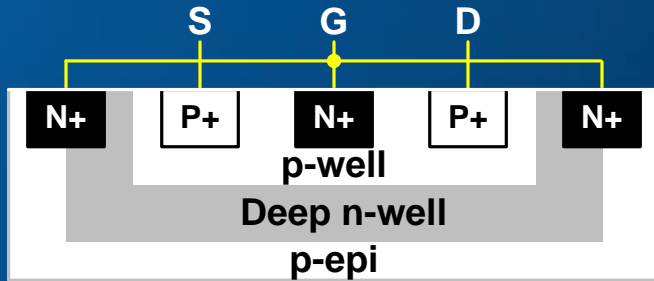 S G D
N+ P+ N+ P+ N+
p-well
Deep n-well
p-epi